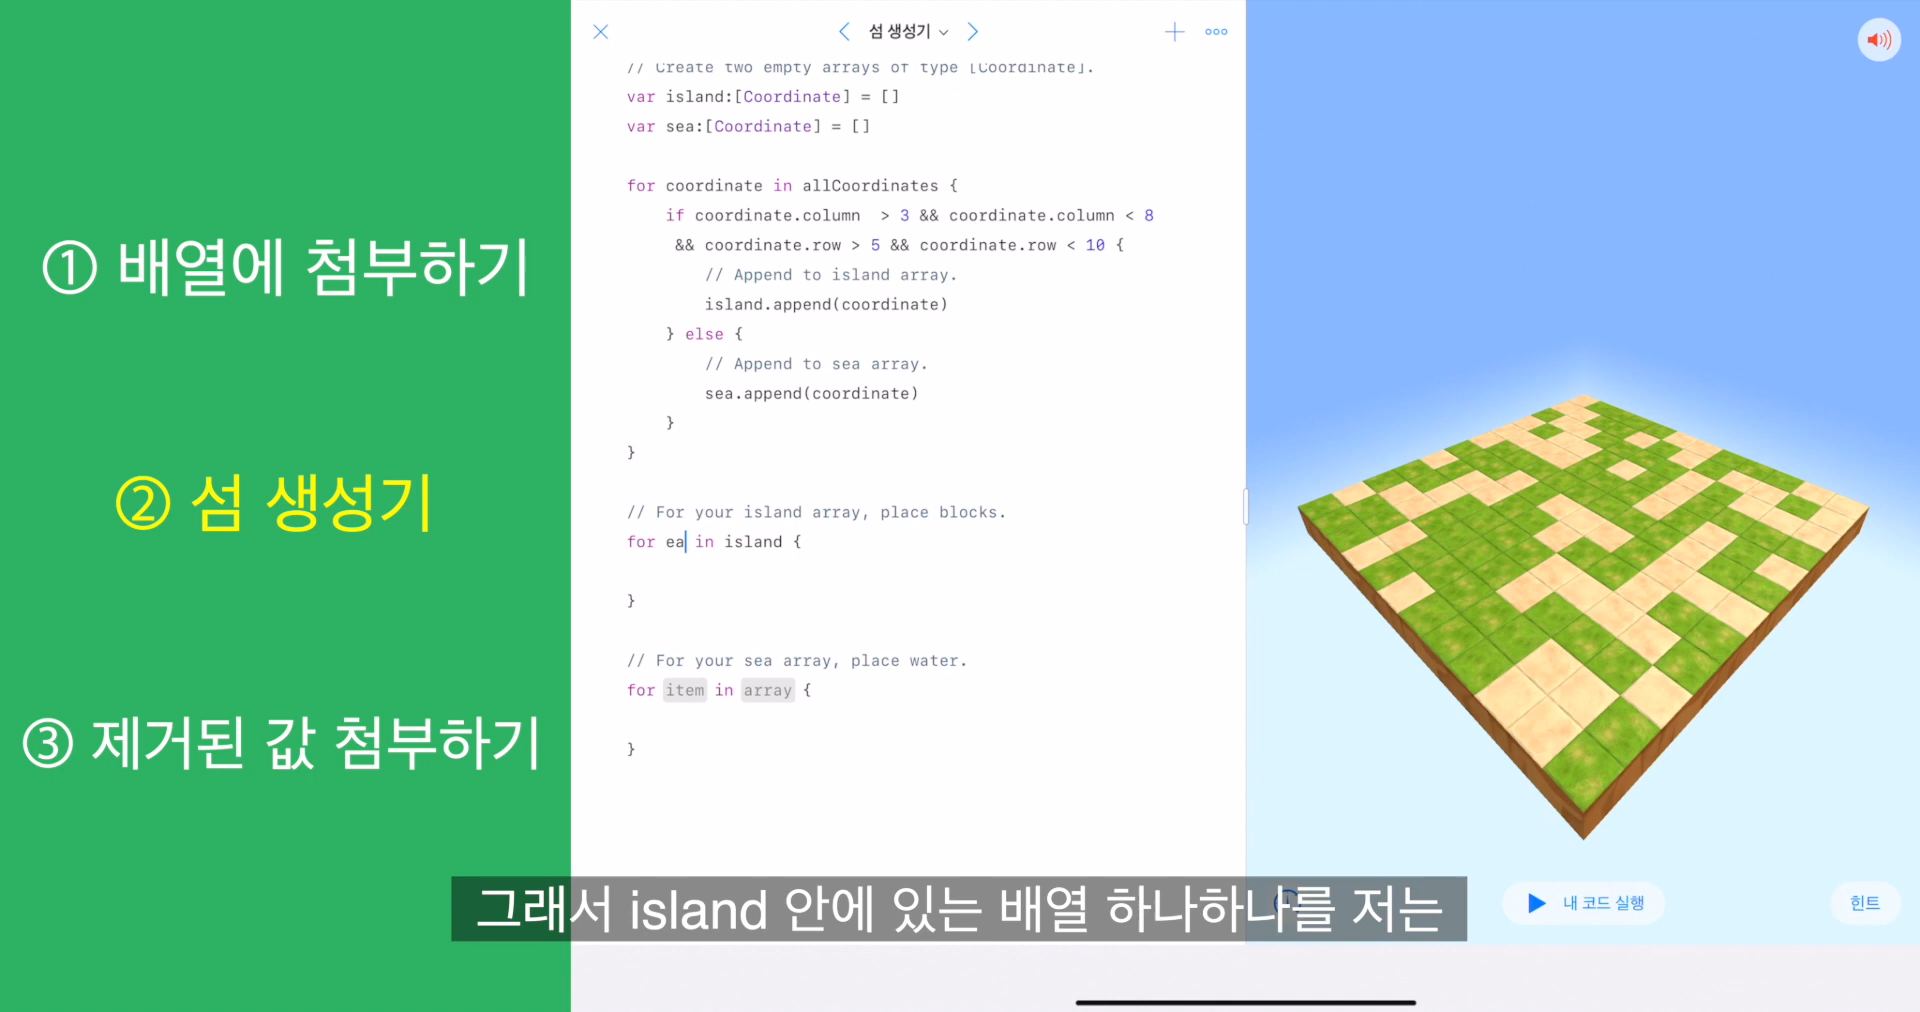 ① 배열에 첨부하기
② 섬 생성기
③ 제거된 값 첨부하기
섬 생성기
// Create two empty arrays of type [Coordinate].
var island:[Coordinate] = []
var sea:[Coordinate] = []
for coordinate in allCoordinates {
if coordinate.column > 3 && coordinate.column < 8
&& coordinate.row > 5 && coordinate.row < 10 {
// Append to island array.
island.append(coordinate)
} else {
// Append to sea array.
sea.append(coordinate)
}
}
// For your island array, place blocks.
for ea in island {
}
// For your sea array, place water.
for item in array {
}
그래서 island 안에 있는 배열 하나하나를 저는
내 코드 실행
힌트